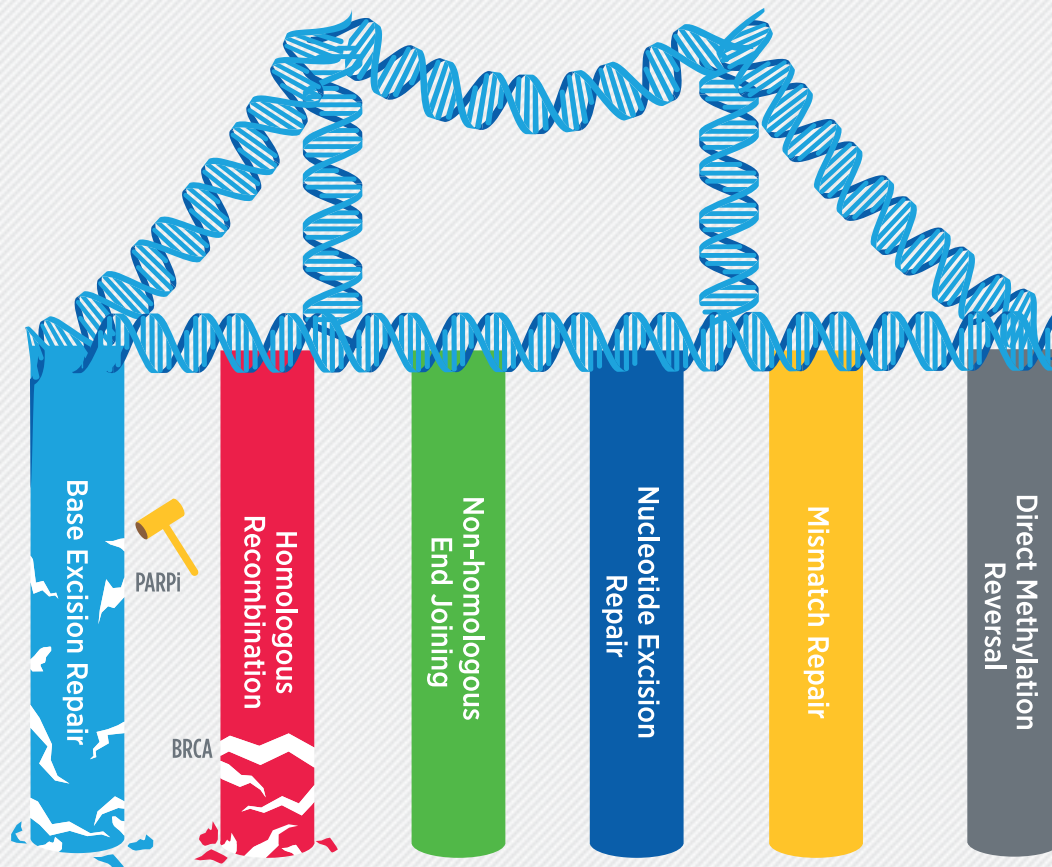 Base Excision Repair
PARPi
Homologous
Recombination
BRCA
Non-homologous
End Joining
Nucleotide Excision
Repair
Mismatch Repair
Direct Methylation
Reversal